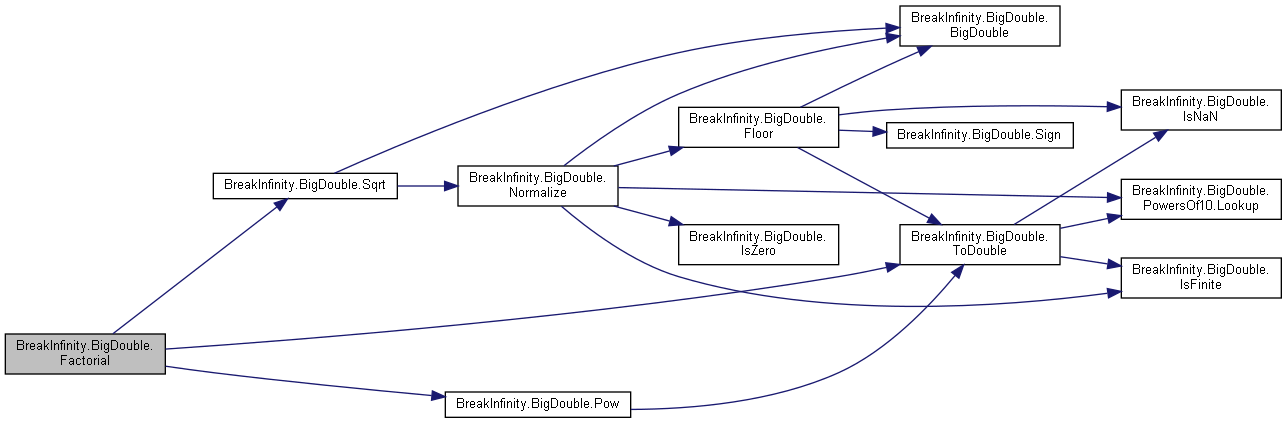 BreakInfinity.BigDouble.
Factorial
BreakInfinity.BigDouble.Sqrt
BreakInfinity.BigDouble.Pow
BreakInfinity.BigDouble.
Normalize
BreakInfinity.BigDouble.
Floor
BreakInfinity.BigDouble.
IsZero
BreakInfinity.BigDouble.
BigDouble
BreakInfinity.BigDouble.Sign
BreakInfinity.BigDouble.
ToDouble
BreakInfinity.BigDouble.
IsNaN
BreakInfinity.BigDouble.
PowersOf10.Lookup
BreakInfinity.BigDouble.
IsFinite